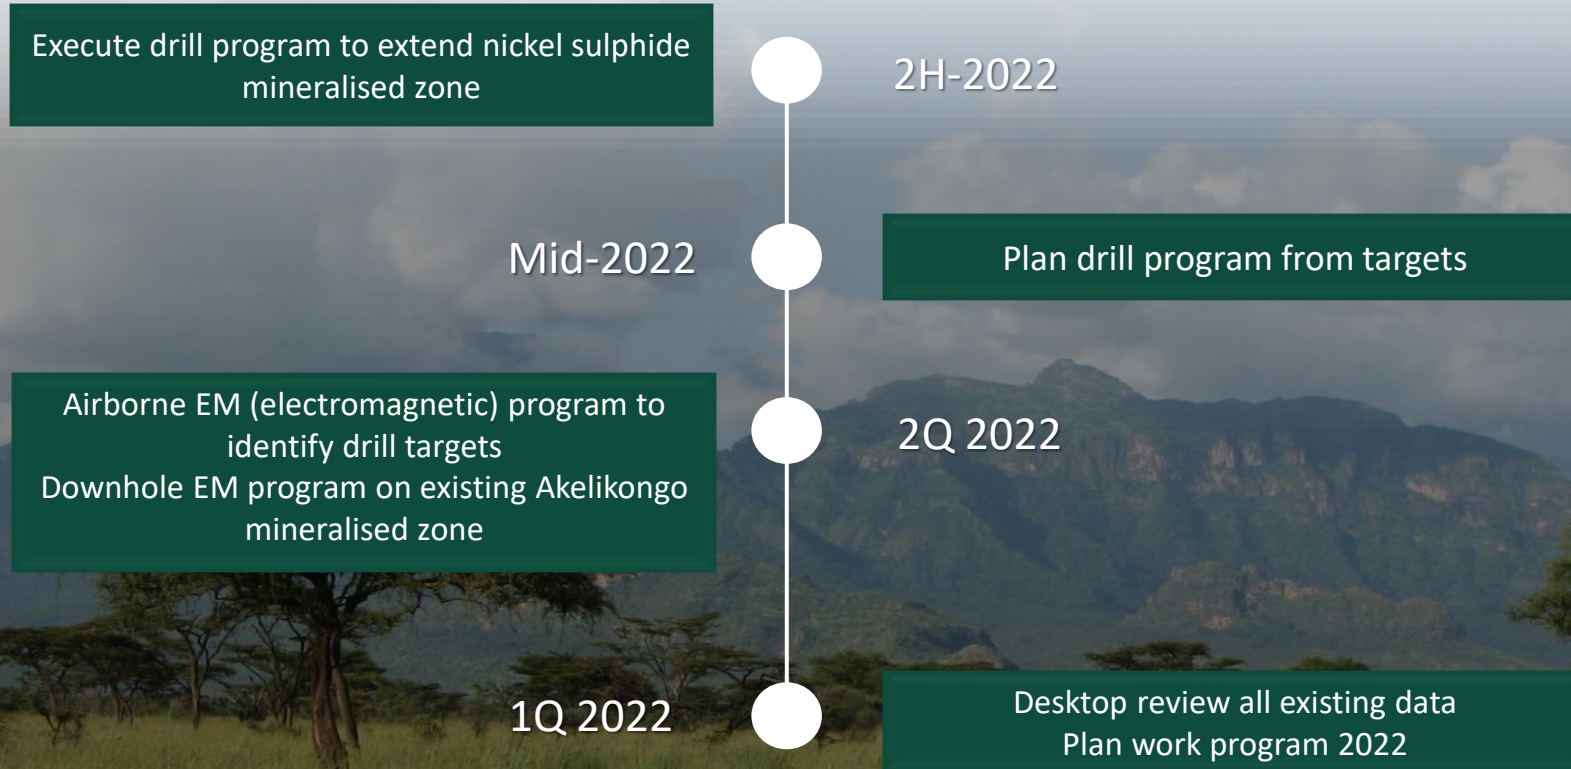 Execute drill program to extend nickel sulphide
mineralised zone
2H-2022
Mid-2022
Plan drill program from targets
Airborne EM (electromagnetic) program to
identify drill targets
Downhole EM program on existing Akelikongo
mineralised zone
2Q 2022
1Q 2022
Desktop review all existing data
Plan work program 2022